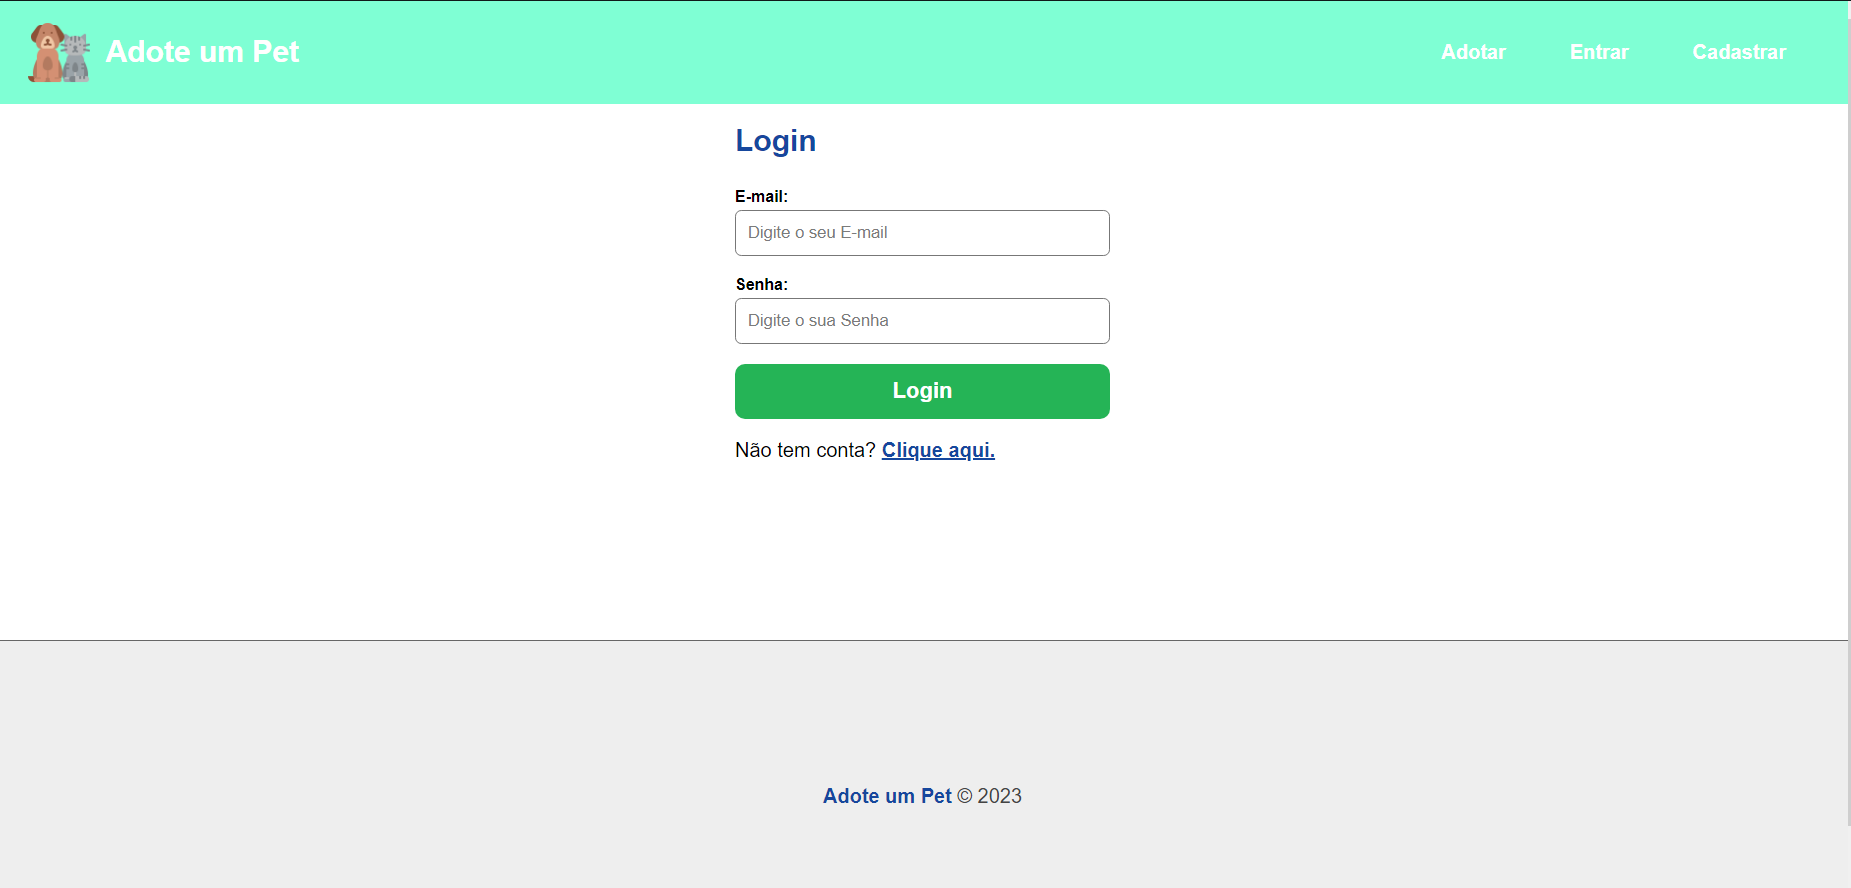 Adote um Pet
Adotar Entrar Cadastrar
Login
E-mail:
Digite o seu E-mail
Senha:
Digite o sua Senha
Login
Não tem conta? Clique aqui.
Adote um Pet © 2023